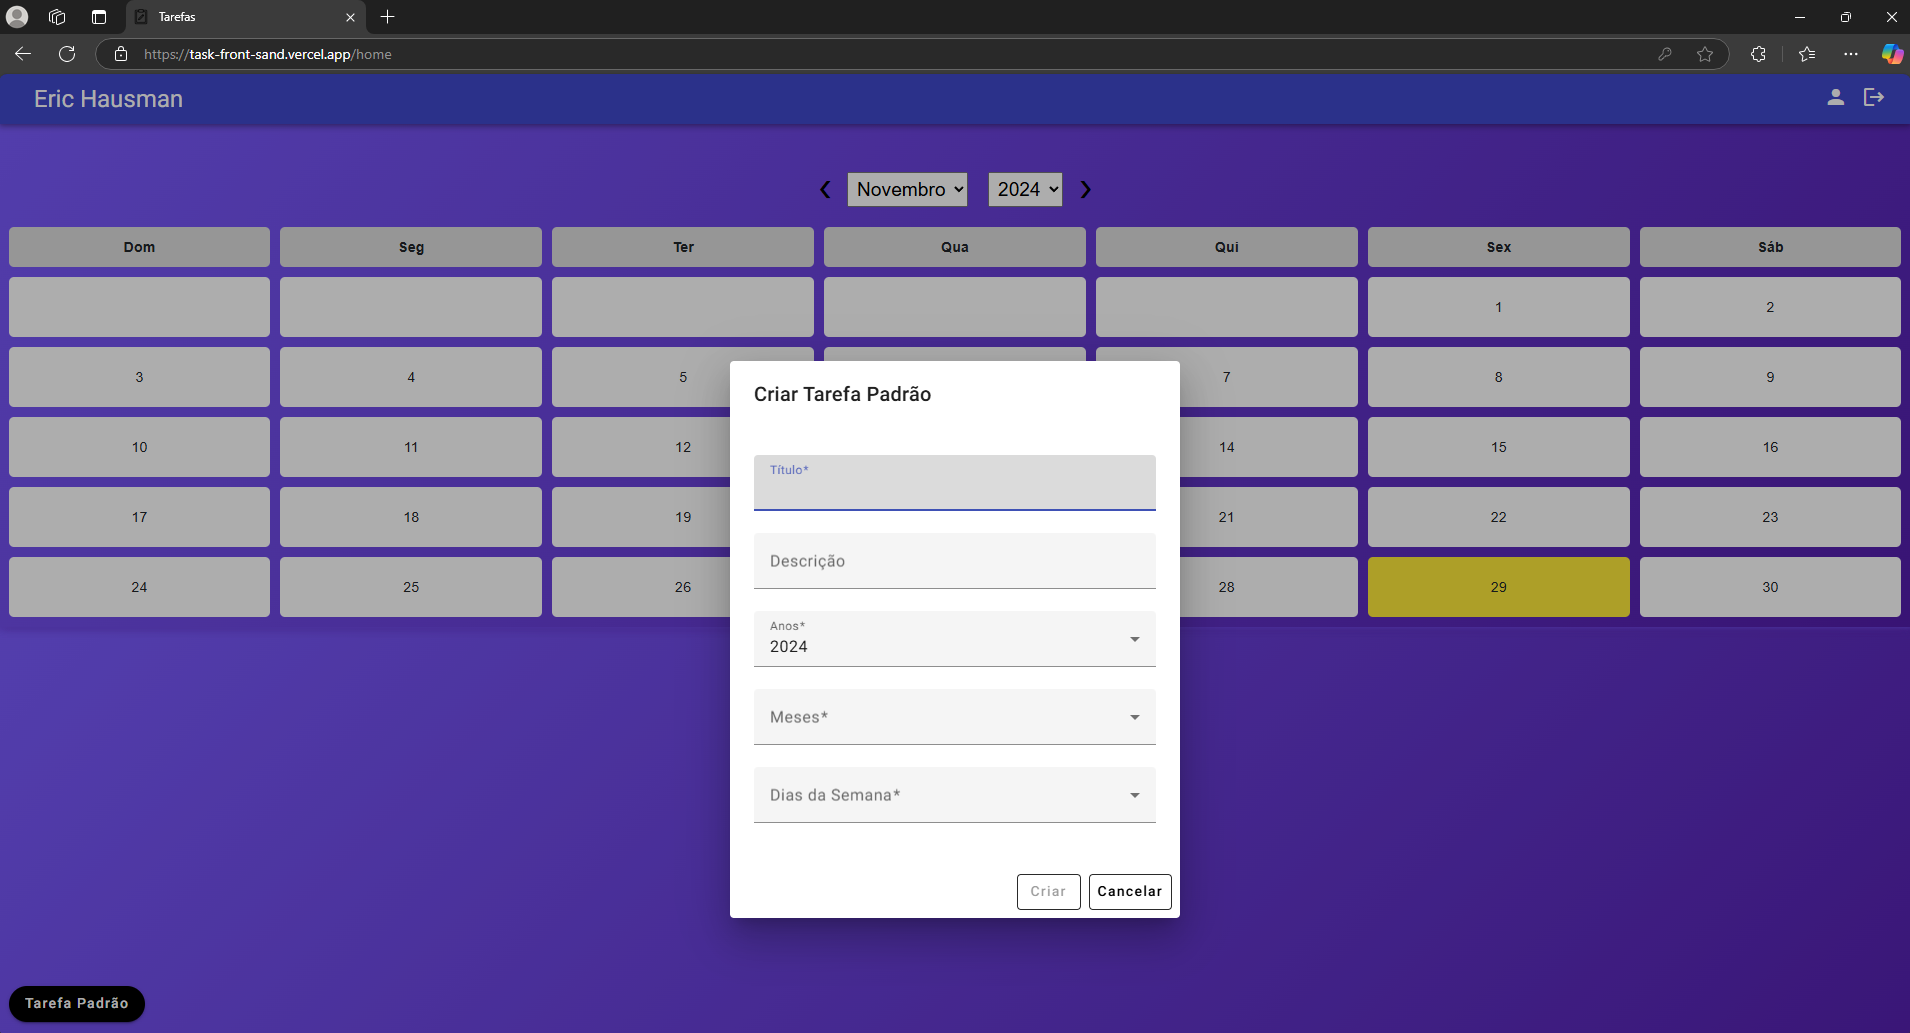 Tarefas
https://task-front-sand.vercel.app/home
Eric Hausman
Novembro 2024
Dom Seg Ter Qua Qui Sex Sáb
1 2
3 4 5 7 8 9
10 11 12 14 15 16
17 18 19 21 22 23
24 25 26 28 29 30
Criar Tarefa Padrão
Título*
Descrição
Anos*
2024
Meses*
Dias da Semana*
Criar Cancelar
Tarefa Padrão